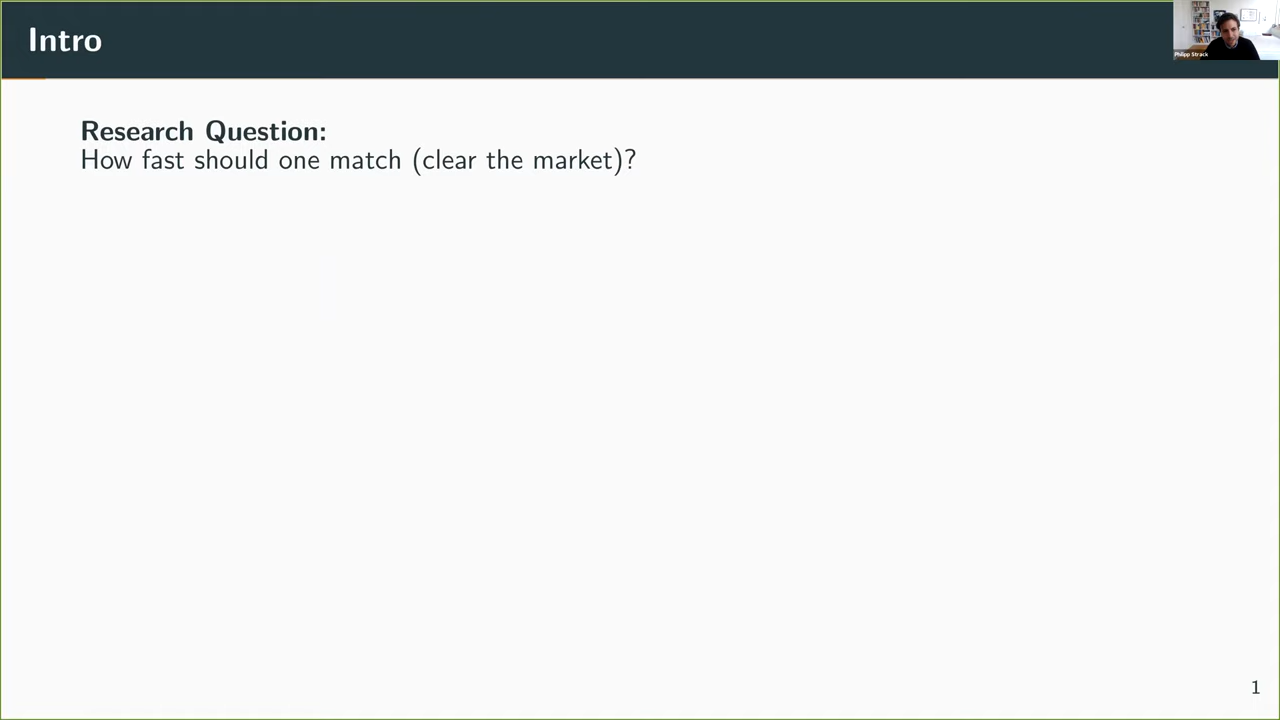 Intro
Philipp Strack
Research Question:
How fast should one match (clear the market)?
1